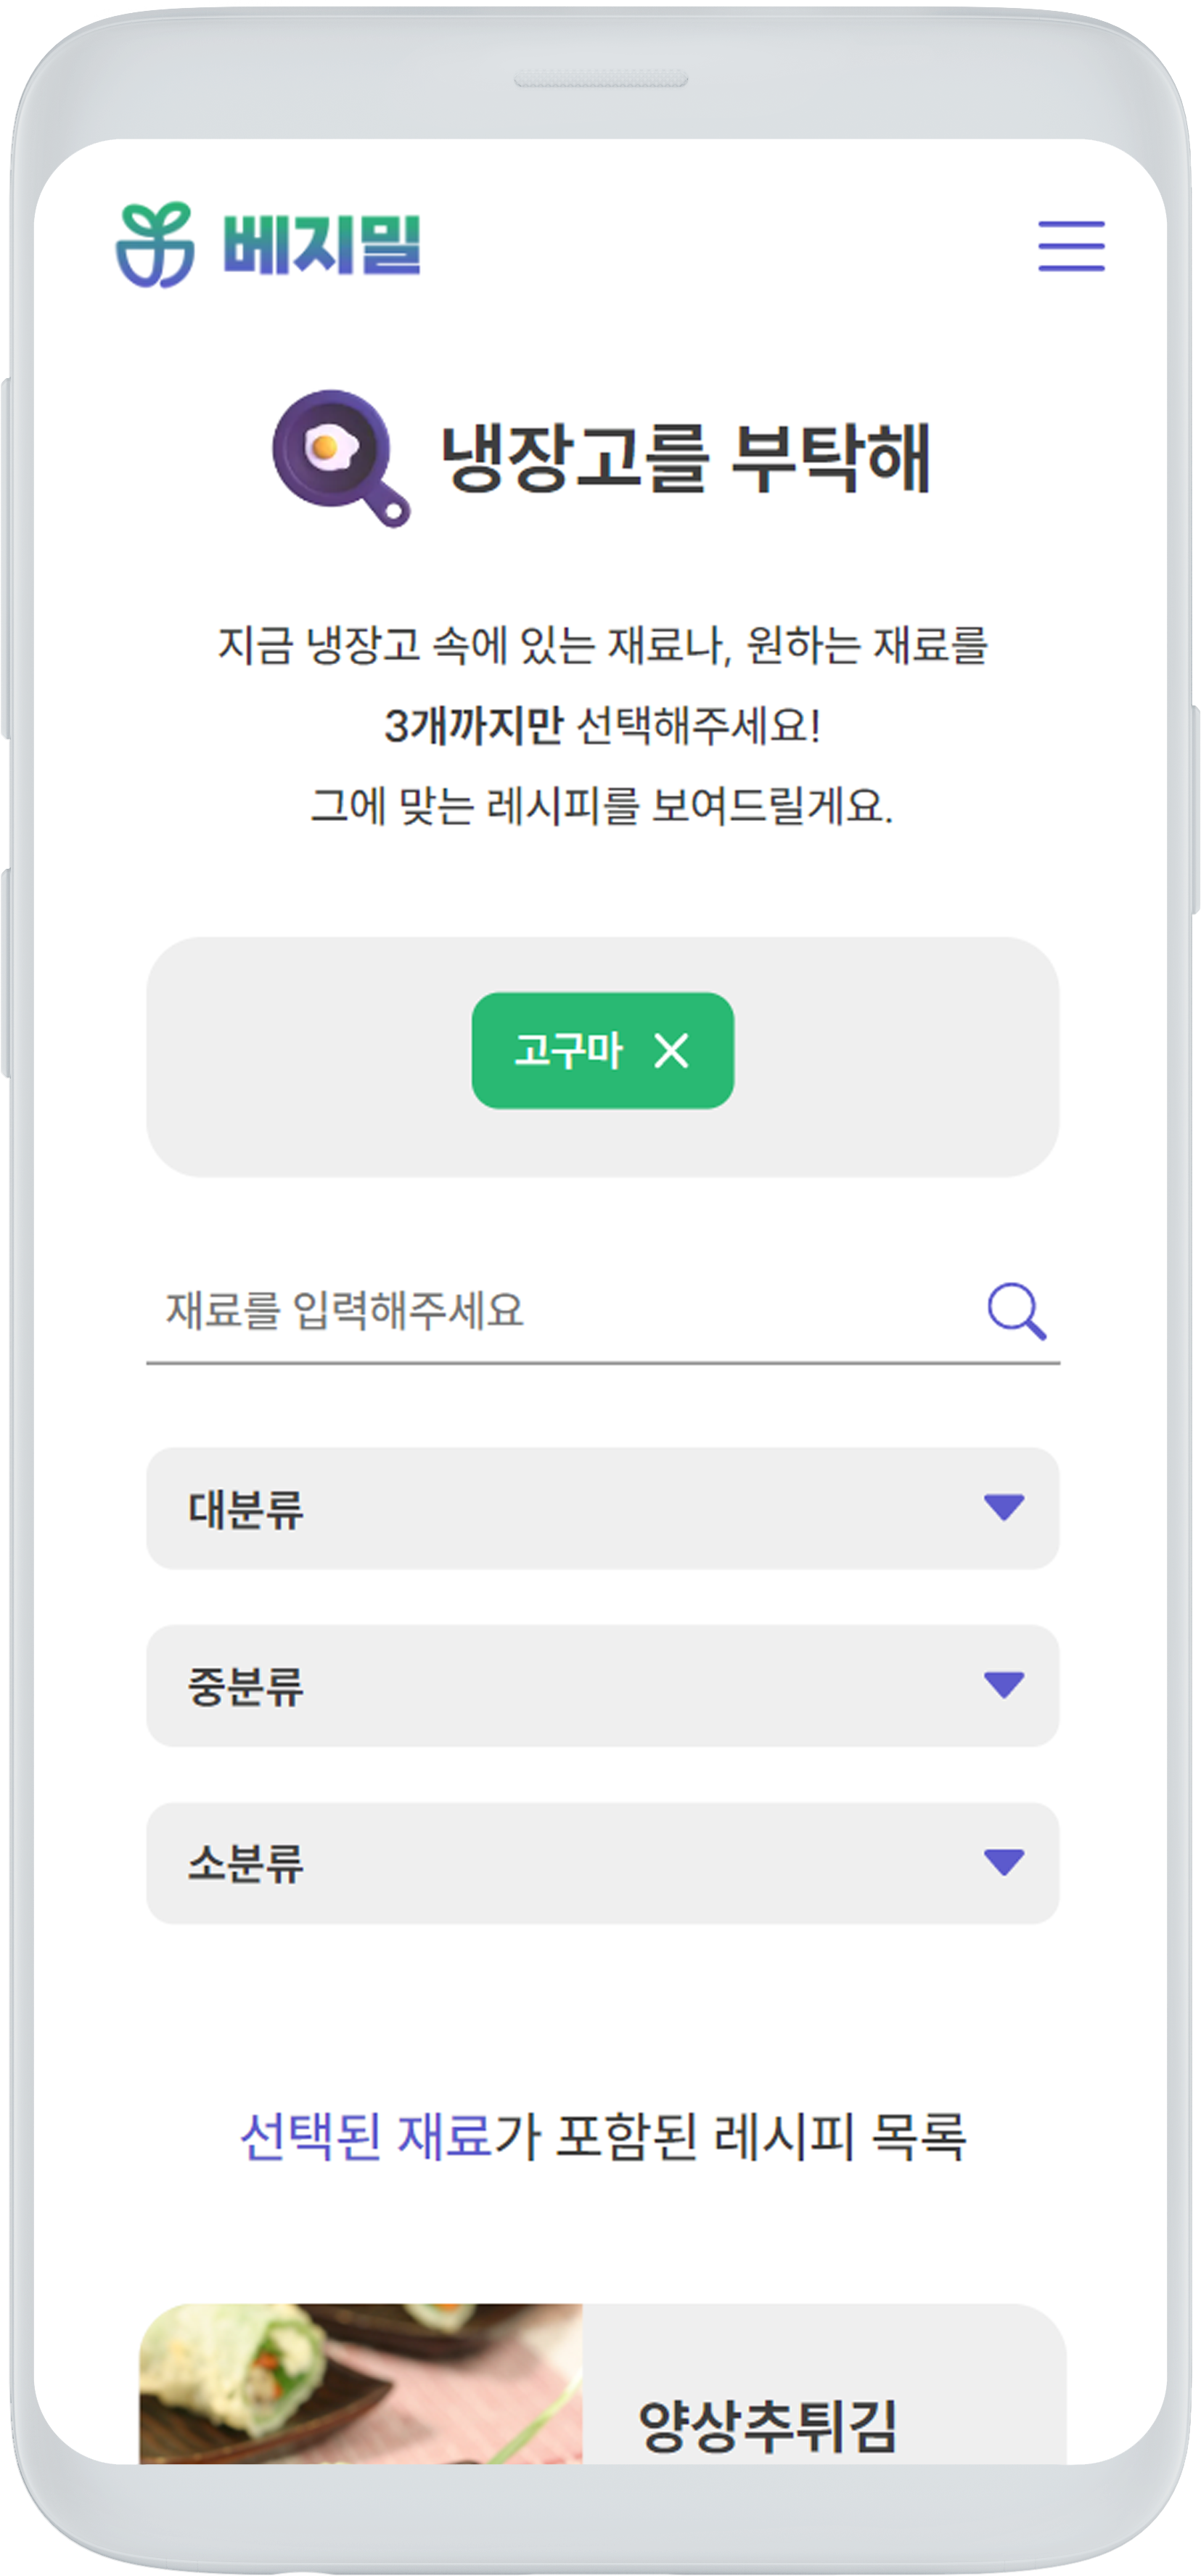 베지밀
냉장고를 부탁해
지금 냉장고 속에 있는 재료나, 원하는 재료를
3개까지만 선택해주세요!
그에 맞는 레시피를 보여드릴게요.
고구마
재료를 입력해주세요
대분류
중분류
소분류
선택된 재료가 포함된 레시피 목록
양상추튀김